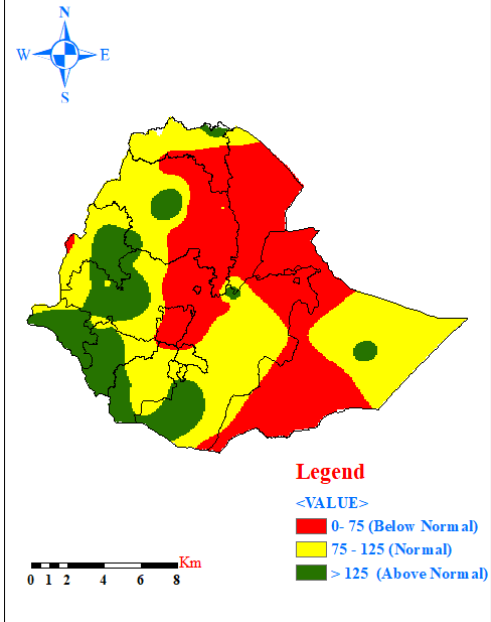 N
W E
S
Legend
<VALUE>
0- 75 (Below Normal)
75 - 125 (Normal)
> 125 (Above Normal)
Km
0 1 2 4 6 8